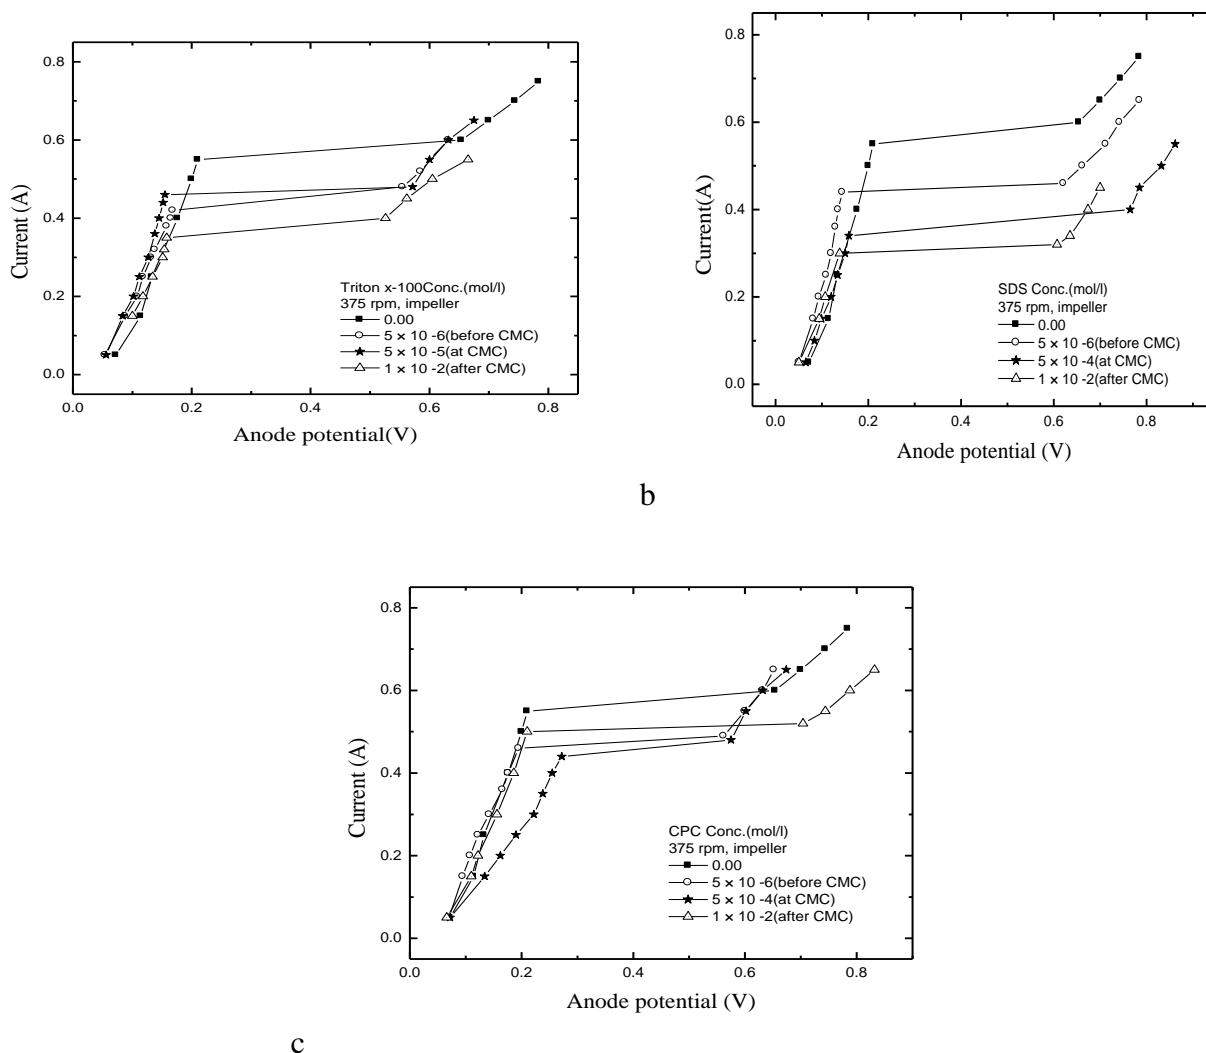 0.8
0.6
0.4
0.2
0.0
Current (A)
0.0 0.2 0.4 0.6 0.8
Anode potential(V)
Triton x-100Conc.(mol/l)
375 rpm, impeller
0.00
5 × 10 -6(before CMC)
5 × 10 -5(at CMC)
1 × 10 -2(after CMC)
0.8
0.6
0.4
0.2
0.0
Current(A)
0.0 0.2 0.4 0.6 0.8
Anode potential (V)
SDS Conc.(mol/l)
375 rpm, impeller
0.00
5 × 10 -6(before CMC)
5 × 10 -4(at CMC)
1 × 10 -2(after CMC)
b
0.8
0.6
0.4
0.2
0.0
Current (A)
0.0 0.2 0.4 0.6 0.8
Anode potential (V)
CPC Conc.(mol/l)
375 rpm, impeller
0.00
5 × 10 -6(before CMC)
5 × 10 -4(at CMC)
1 × 10 -2(after CMC)
c